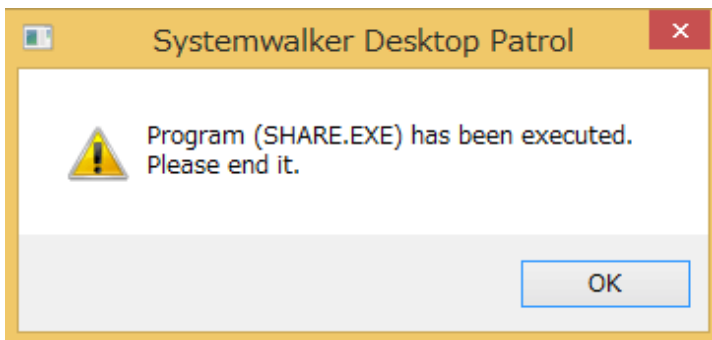 Systemwalker Desktop Patrol
Program (SHARE.EXE) has been executed.
Please end it.
OK